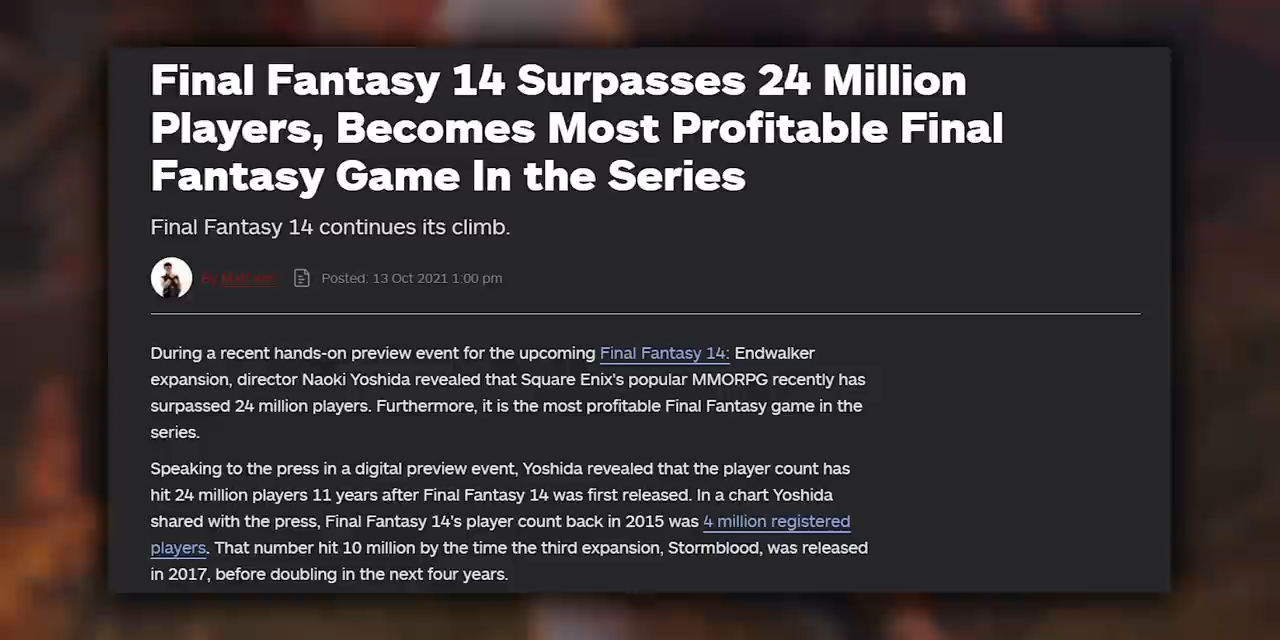 Final Fantasy 14 Surpasses 24 Million
Players, Becomes Most Profitable Final
Fantasy Game In the Series
Final Fantasy 14 continues its climb.
By
Posted: 13 Oct 2021 1:00 pm
During a recent hands-on preview event for the upcoming Final Fantasy 14: Endwalker
expansion, director Naoki Yoshida revealed that Square Enix's popular MMORPG recently has
surpassed 24 million players. Furthermore, it is the most profitable Final Fantasy game in the
series.
Speaking to the press in a digital preview event, Yoshida revealed that the player count has
hit 24 million players 11 years after Final Fantasy 14 was first released. In a chart Yoshida
shared with the press, Final Fantasy 14's player count back in 2015 was 4 million registered
players. That number hit 10 million by the time the third expansion, Stormblood, was released
in 2017, before doubling in the next four years.